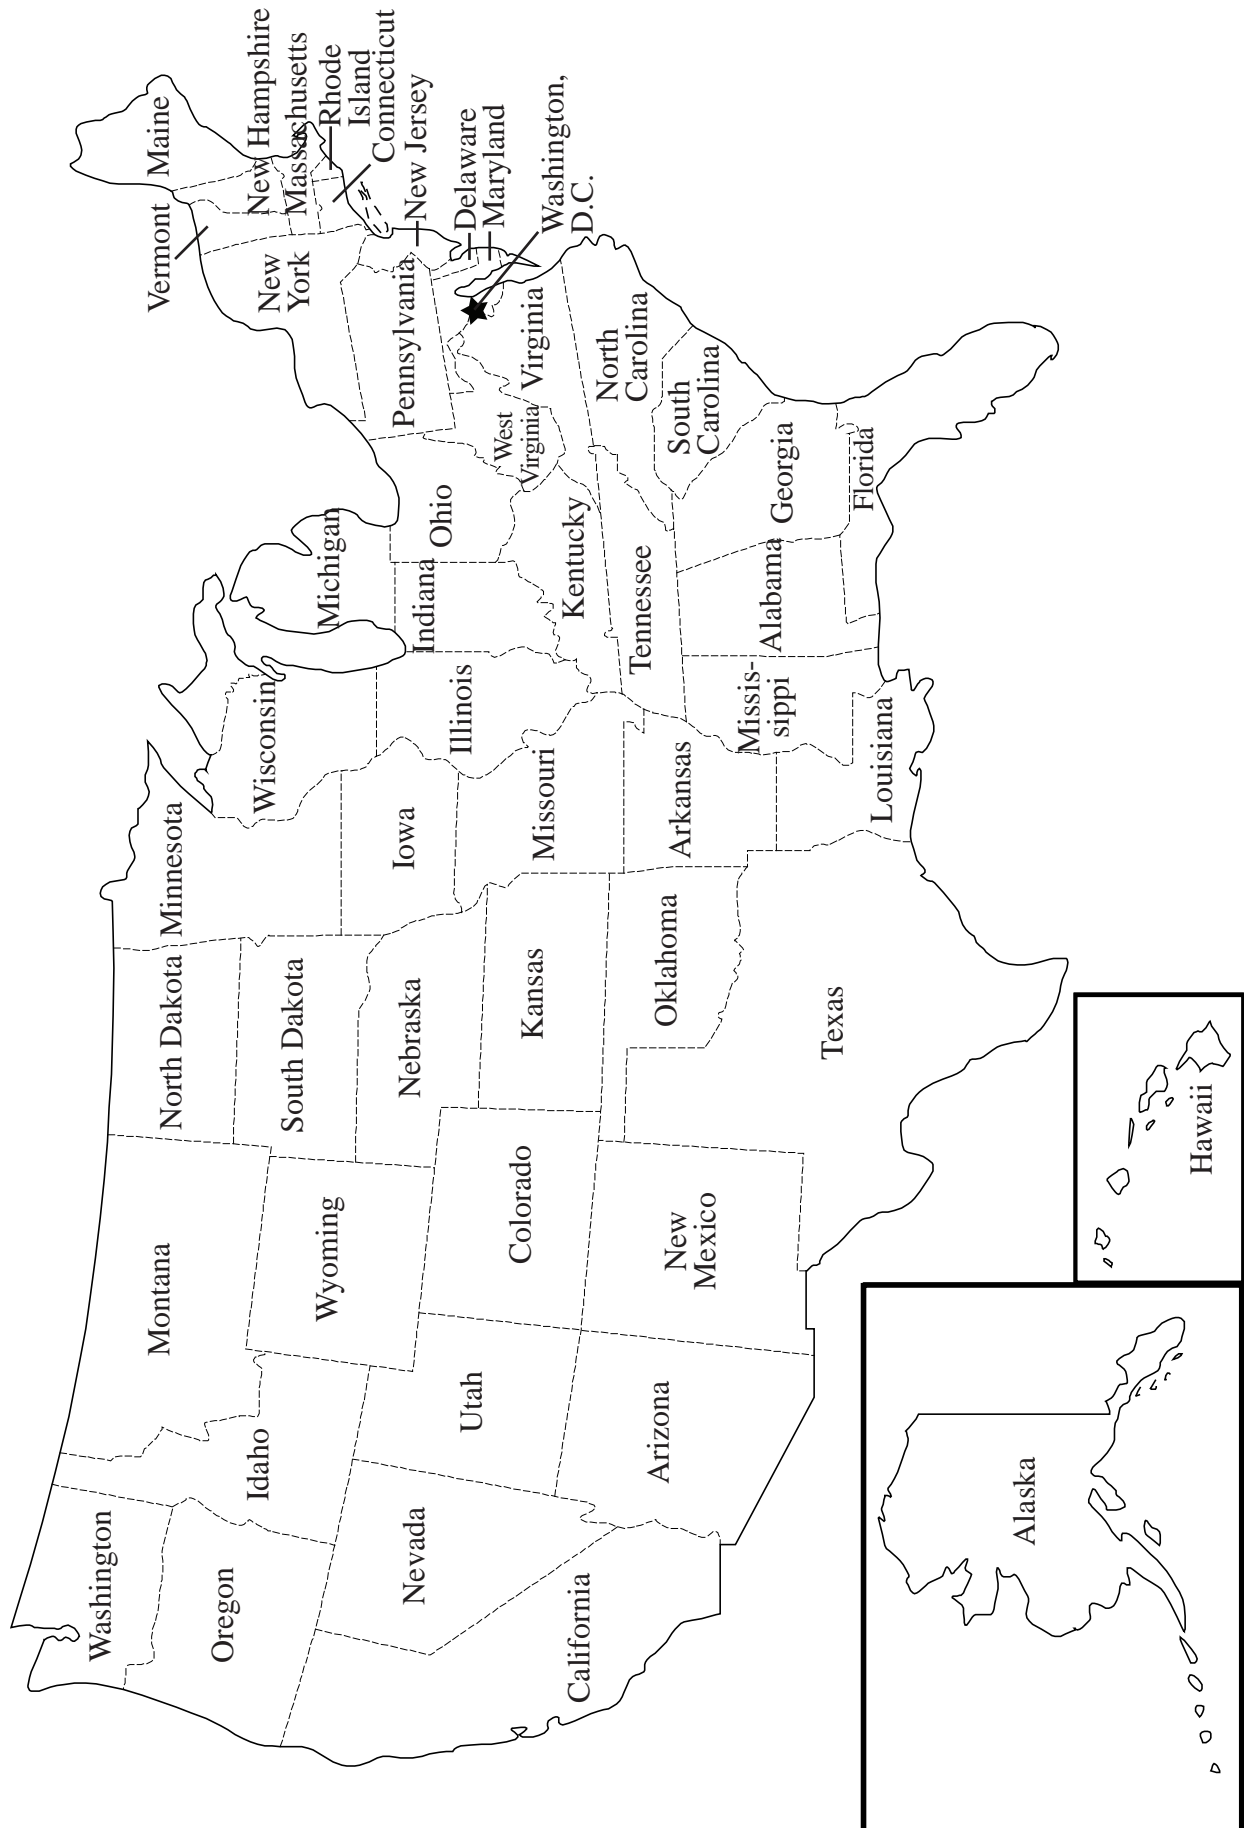 Washington
Oregon
California
Nevada
Idaho
Montana
Wyoming
Utah
Arizona
Colorado
New
Mexico
North Dakota
South Dakota
Nebraska
Kansas
Oklahoma
Texas
Minnesota
Iowa
Missouri
Arkansas
Louisiana
Wisconsin
Illinois
Missis-
sippi
Michigan
Indiana
Ohio
Kentucky
Tennessee
Alabama
Georgia
Florida
South
Carolina
North
Carolina
Virginia
West
Virginia
Pennsylvania
New
York
Vermont
Maine
New Hampshire
Massachusetts
Rhode
Island
Connecticut
New Jersey
Delaware
Maryland
Washington,
D.C.
Alaska
Hawaii